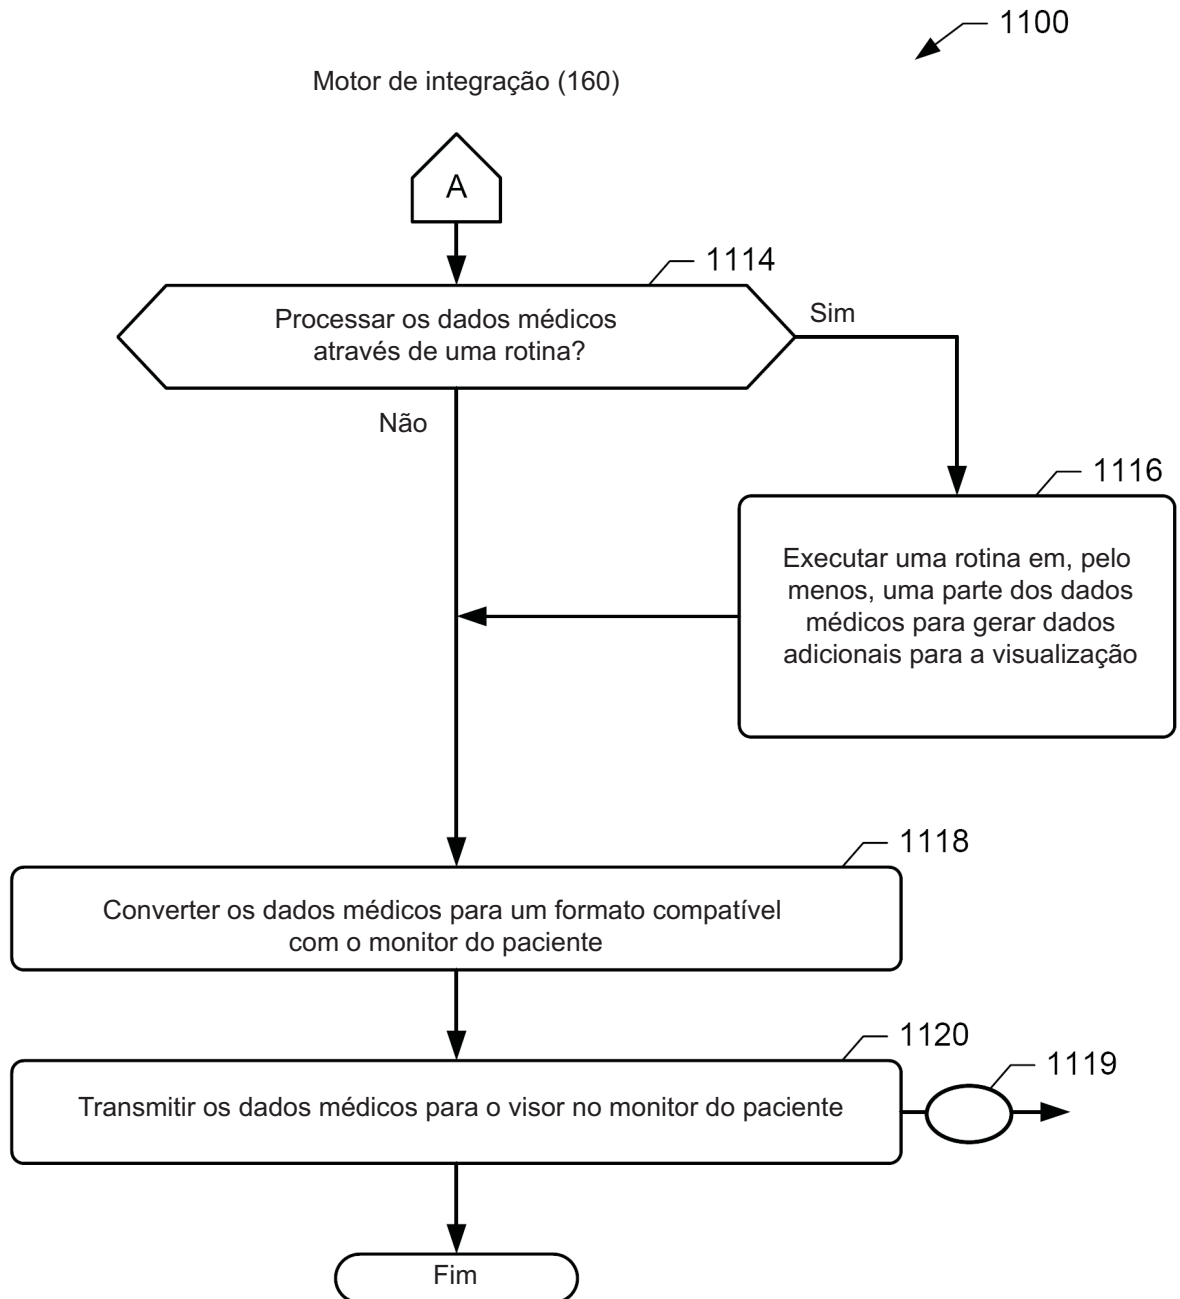 1100
Motor de integração (160)
A
1114
Processar os dados médicos
através de uma rotina?
Sim
Não
1116
Executar uma rotina em, pelo
menos, uma parte dos dados
médicos para gerar dados
adicionais para a visualização
1118
Converter os dados médicos para um formato compatível
com o monitor do paciente
1120
1119
Transmitir os dados médicos para o visor no monitor do paciente
Fim